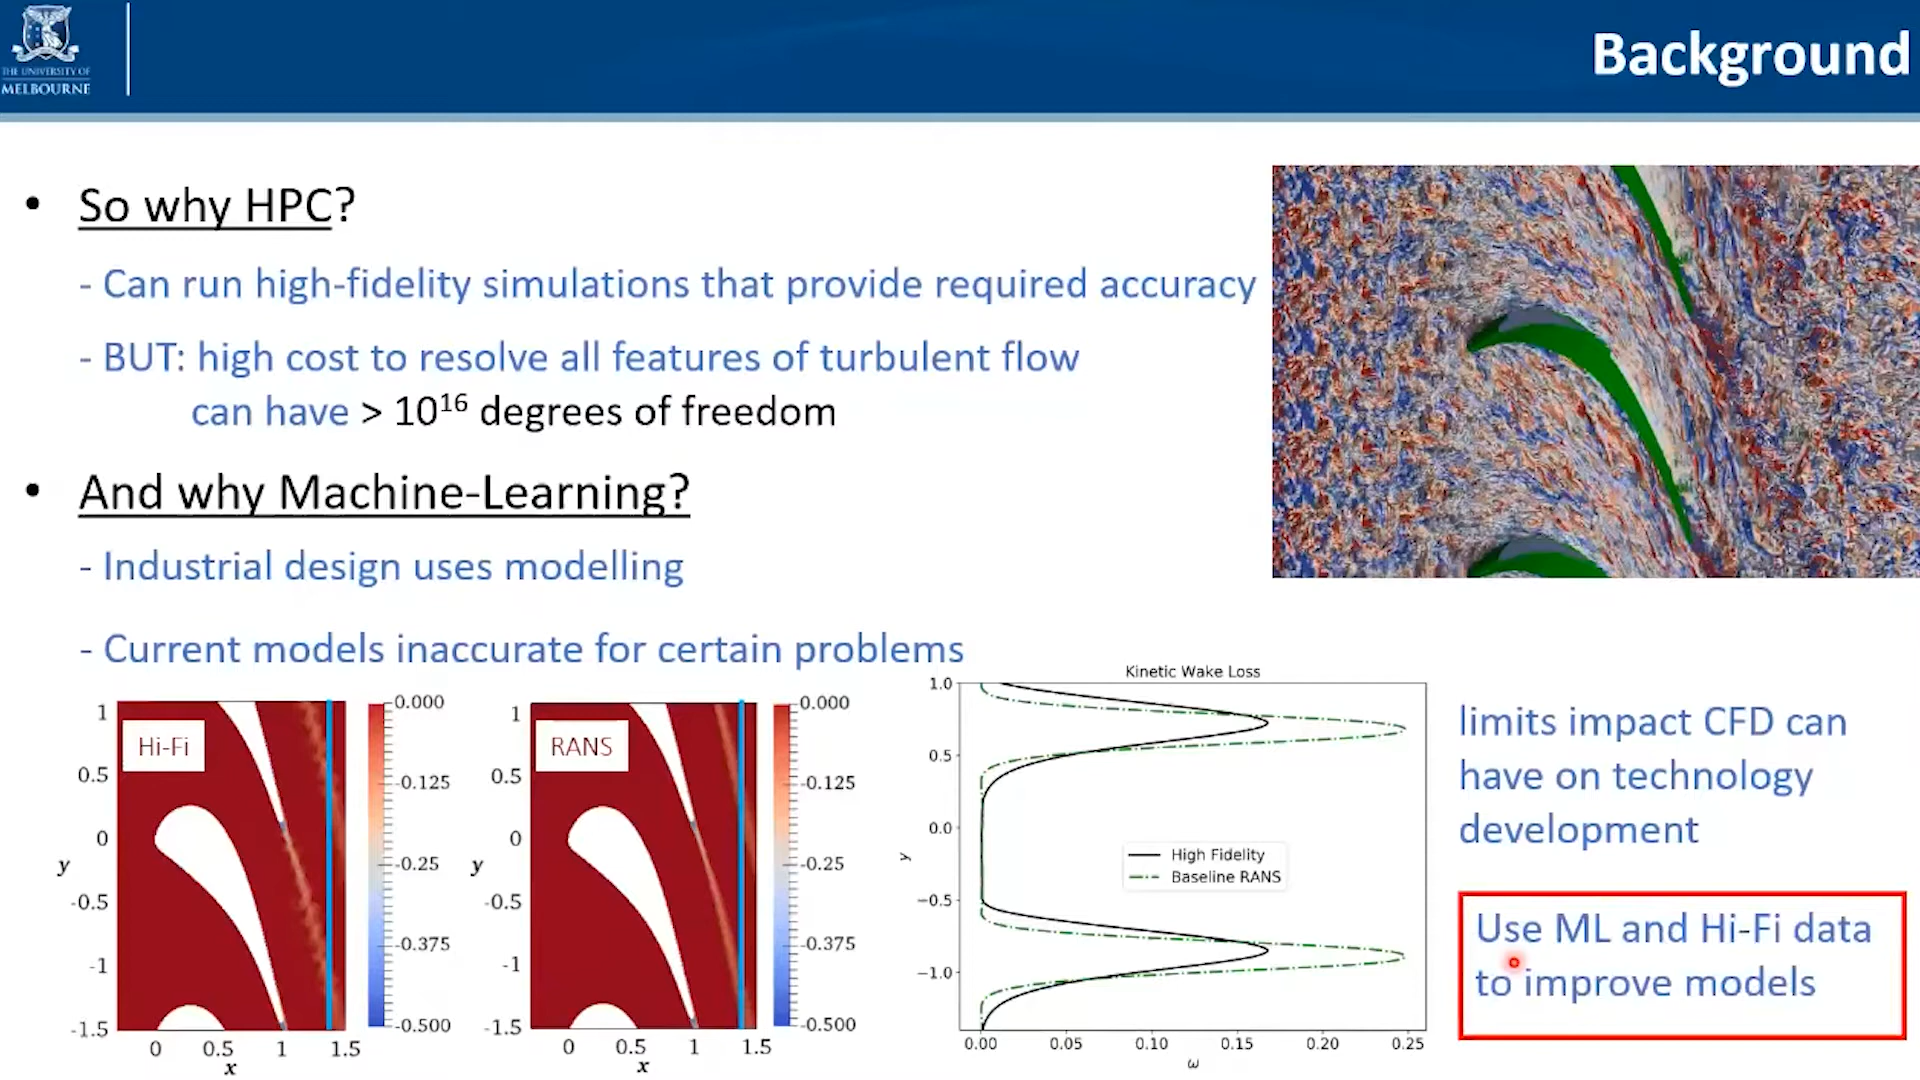 THE UNIVERSITY OF
MELBOURNE
Background
• So why HPC?
- Can run high-fidelity simulations that provide required accuracy
- BUT: high cost to resolve all features of turbulent flow
can have > 10¹⁶ degrees of freedom
• And why Machine-Learning?
- Industrial design uses modelling
- Current models inaccurate for certain problems
Hi-Fi
1
0.5
0
-0.5
-1
-1.5
y
0 0.5 1 1.5
x
0.000
-0.125
-0.25
-0.375
-0.500
RANS
1
0.5
0
-0.5
-1
-1.5
y
0 0.5 1 1.5
x
0.000
-0.125
-0.25
-0.375
-0.500
Kinetic Wake Loss
1.0
0.5
0.0
−0.5
−1.0
y
High Fidelity
Baseline RANS
0.00 0.05 0.10 0.15 0.20 0.25
ω
limits impact CFD can
have on technology
development
Use ML and Hi-Fi data
to improve models